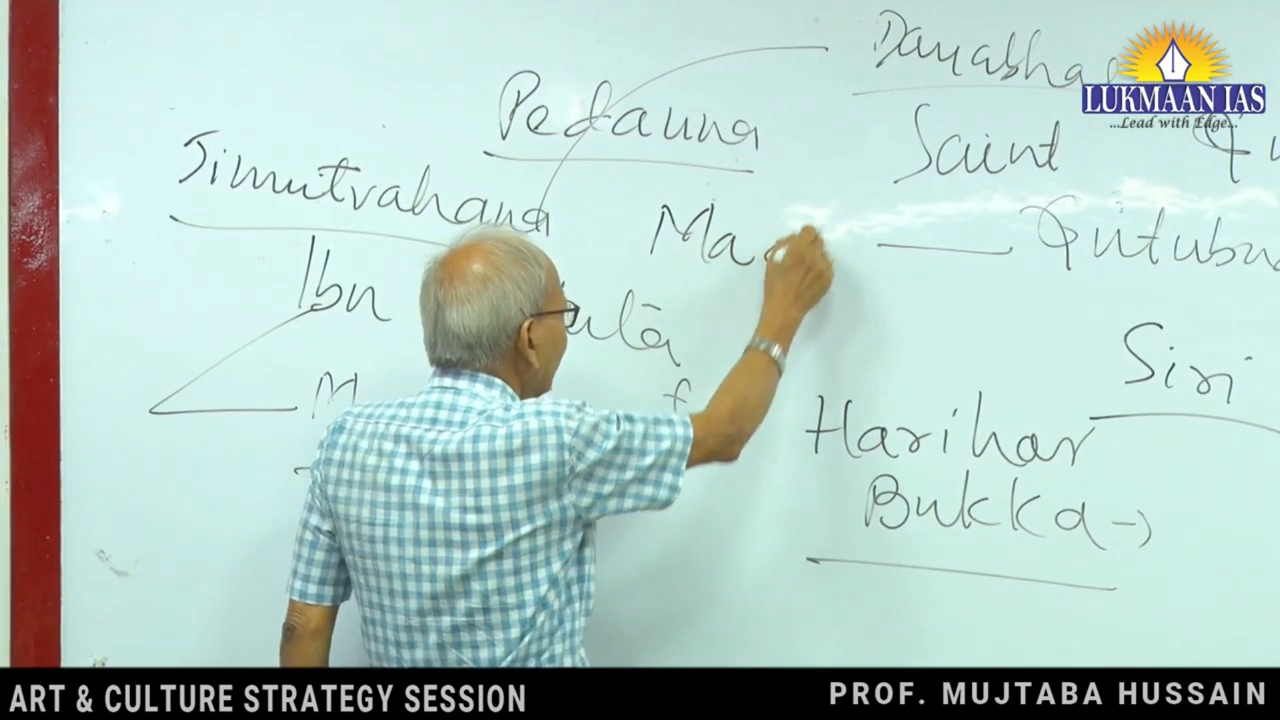 Dayabha
LUKMAAN IAS
...Lead with Edge...
Pedauna
Saint
Jimutvahana
Ma
Qutubu
Ibn
Siri
Harihar
Bukka →
ART & CULTURE STRATEGY SESSION
PROF. MUJTABA HUSSAIN